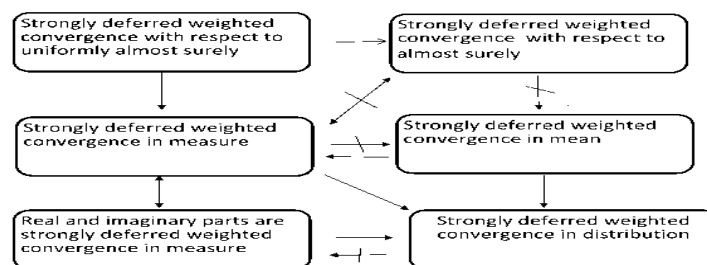 Strongly deferred weighted
convergence with respect to
uniformly almost surely
Strongly deferred weighted
convergence with respect to
almost surely
Strongly deferred weighted
convergence in measure
Strongly deferred weighted
convergence in mean
Real and imaginary parts are
strongly deferred weighted
convergence in measure
Strongly deferred weighted
convergence in distribution